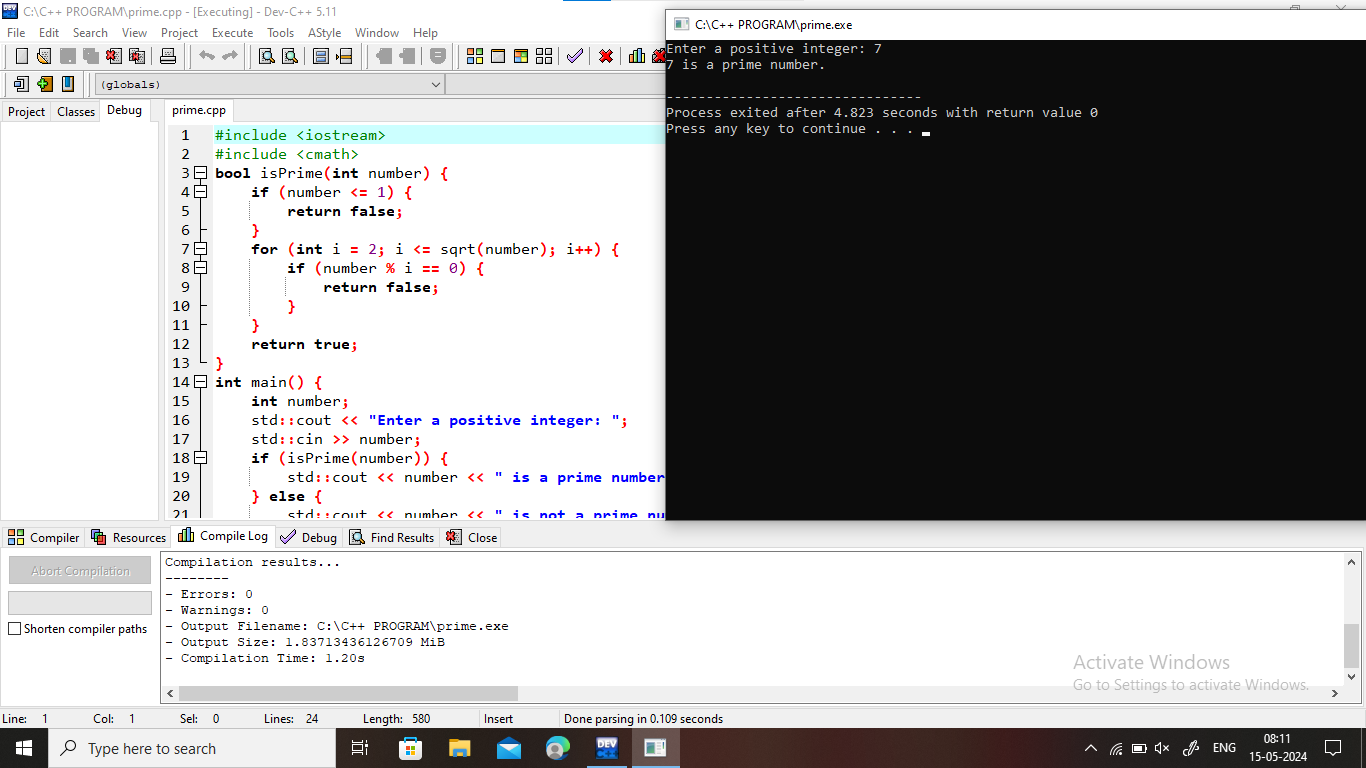 C:\C++ PROGRAM\prime.cpp - [Executing] - Dev-C++ 5.11
File Edit Search View Project Execute Tools AStyle Window Help
(globals)
Project Classes Debug
prime.cpp
1 #include <iostream>
2 #include <cmath>
3 bool isPrime(int number) {
4 if (number <= 1) {
5 return false;
6 }
7 for (int i = 2; i <= sqrt(number); i++) {
8 if (number % i == 0) {
9 return false;
10 }
11 }
12 return true;
13 }
14 int main() {
15 int number;
16 std::cout << "Enter a positive integer: ";
17 std::cin >> number;
18 if (isPrime(number)) {
19 std::cout << number << " is a prime number
20 } else {
21 std::cout << number << " is not a prime nu
C:\C++ PROGRAM\prime.exe
Enter a positive integer: 7
7 is a prime number.
--------------------------------
Process exited after 4.823 seconds with return value 0
Press any key to continue . . .
Compiler Resources Compile Log Debug Find Results Close
Abort Compilation
Shorten compiler paths
Compilation results...
--------
- Errors: 0
- Warnings: 0
- Output Filename: C:\C++ PROGRAM\prime.exe
- Output Size: 1.83713436126709 MiB
- Compilation Time: 1.20s
Activate Windows
Go to Settings to activate Windows.
Line: 1 Col: 1 Sel: 0 Lines: 24 Length: 580 Insert Done parsing in 0.109 seconds
Type here to search
DEV
ENG
08:11
15-05-2024